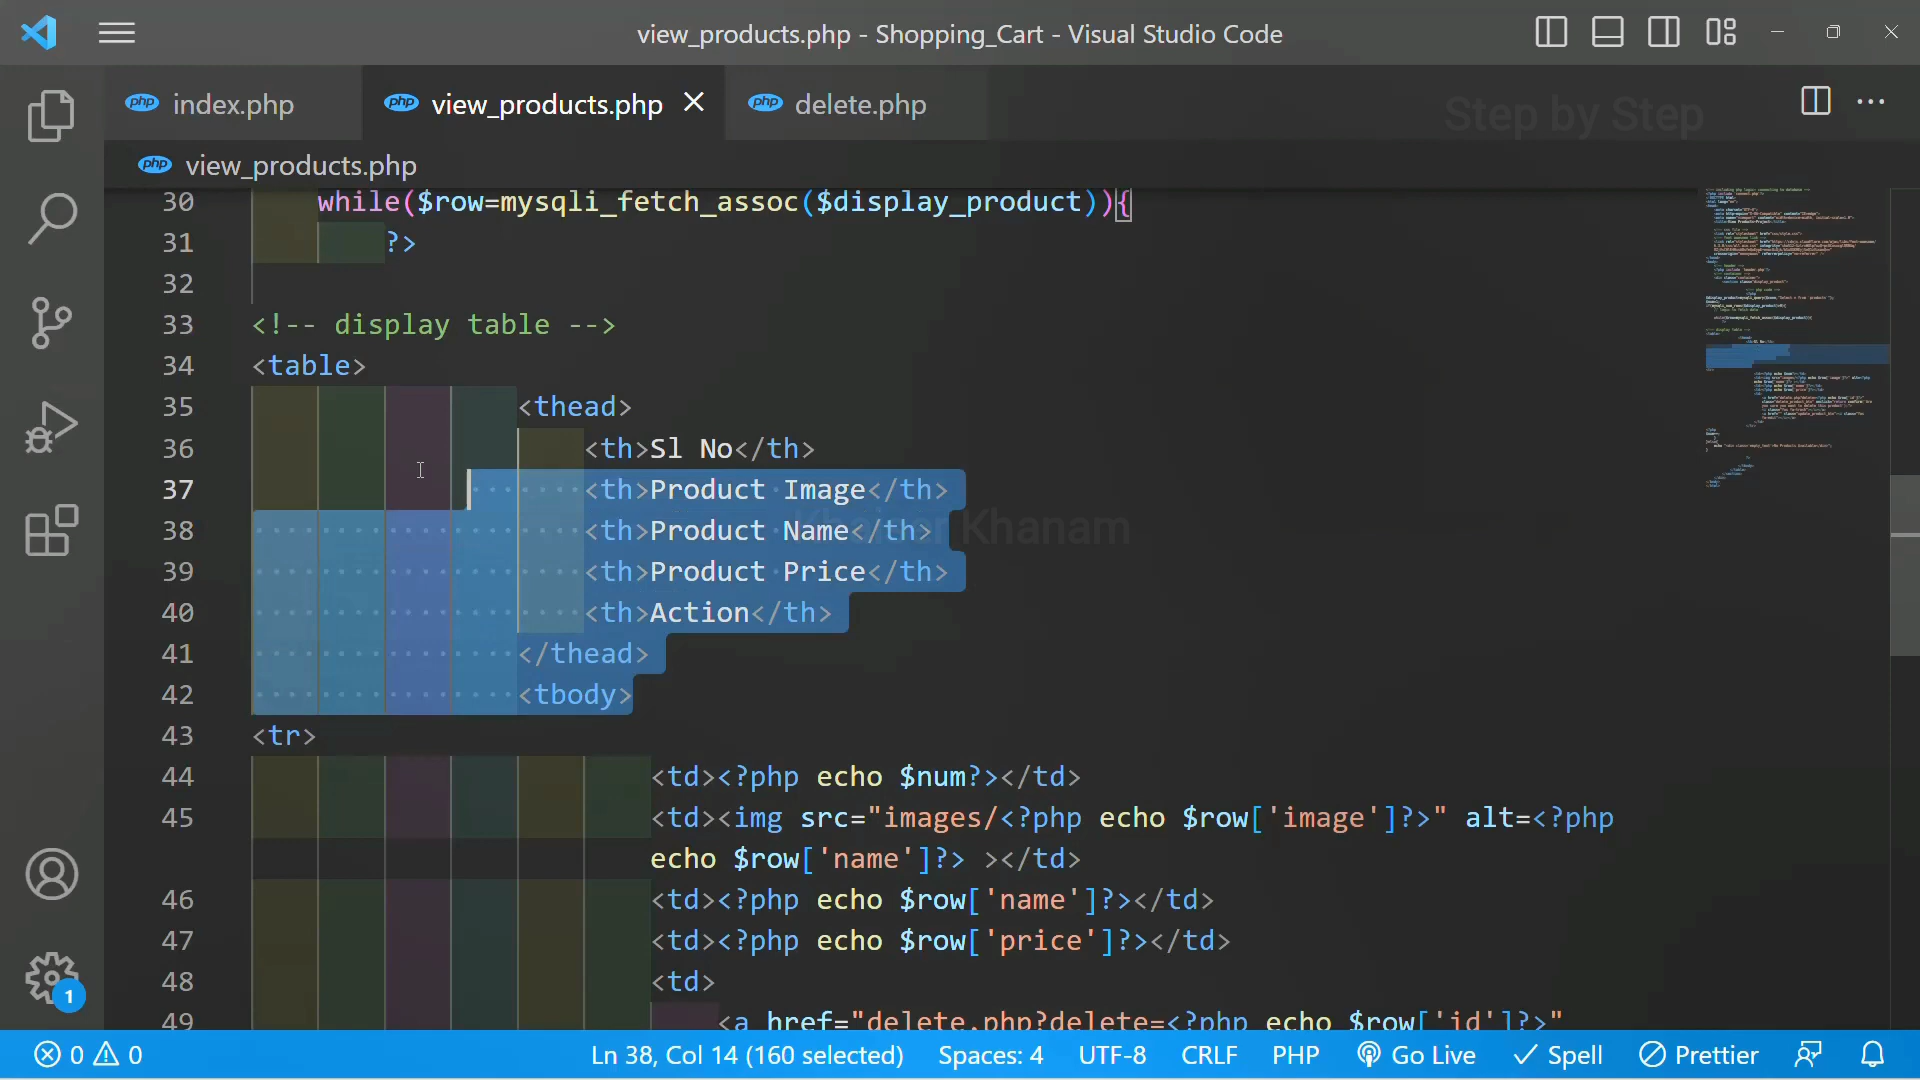 view_products.php - Shopping_Cart - Visual Studio Code
php index.php
php view_products.php
php delete.php
Step by Step
php view_products.php
30 while($row=mysqli_fetch_assoc($display_product)){
31 ?>
32
33 <!-- display table -->
34 <table>
35 <thead>
36 <th>Sl No</th>
37 <th>Product Image</th>
38 <th>Product Name</th>
Khanam
39 <th>Product Price</th>
40 <th>Action</th>
41 </thead>
42 <tbody>
43 <tr>
44 <td><?php echo $num?></td>
45 <td><img src="images/<?php echo $row['image']?>" alt=<?php
echo $row['name']?> ></td>
46 <td><?php echo $row['name']?></td>
47 <td><?php echo $row['price']?></td>
48 <td>
49 <a href="delete.php?delete=<?php echo $row['id']?>"
1
0 0 Ln 38, Col 14 (160 selected) Spaces: 4 UTF-8 CRLF PHP Go Live Spell Prettier